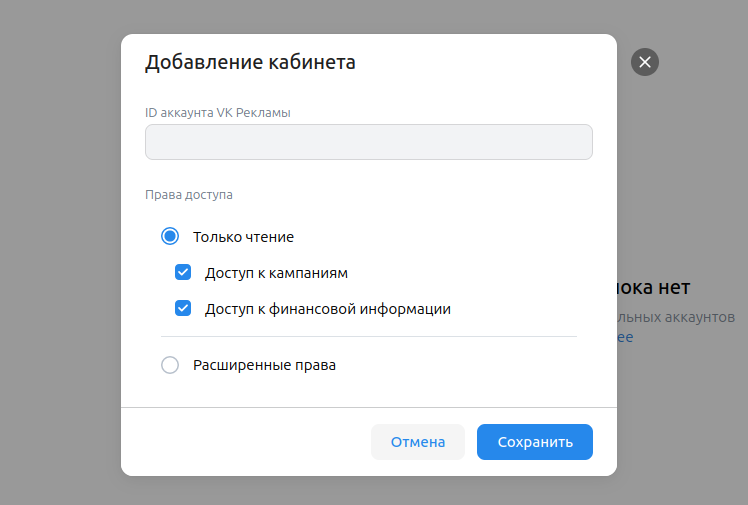 Добавление кабинета
ID аккаунта VK Рекламы
Права доступа
Только чтение
Доступ к кампаниям
пока нет
Доступ к финансовой информации
льных аккаунтов
ее
Расширенные права
Отмена
Сохранить